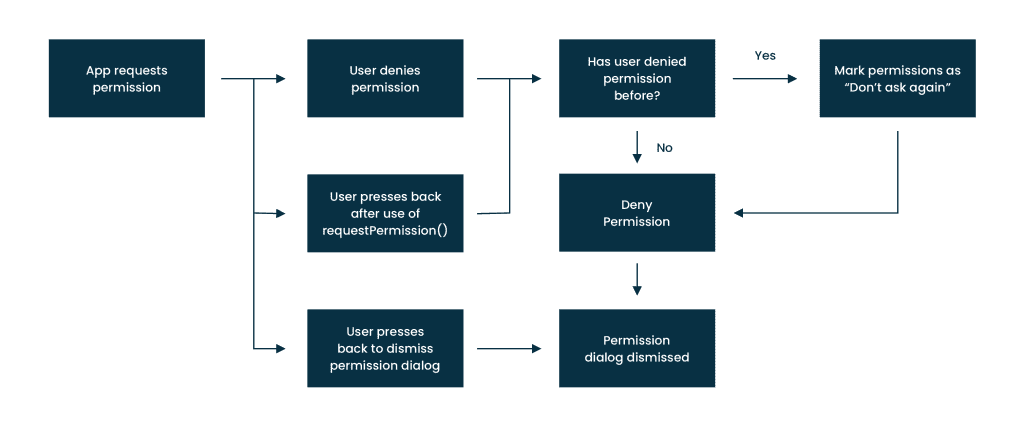 App requests
permission
User denies
permission
Has user denied
permission
before?
Yes
Mark permissions as
“Don’t ask again”
No
User presses back
after use of
requestPermission()
Deny
Permission
User presses
back to dismiss
permission dialog
Permission
dialog dismissed